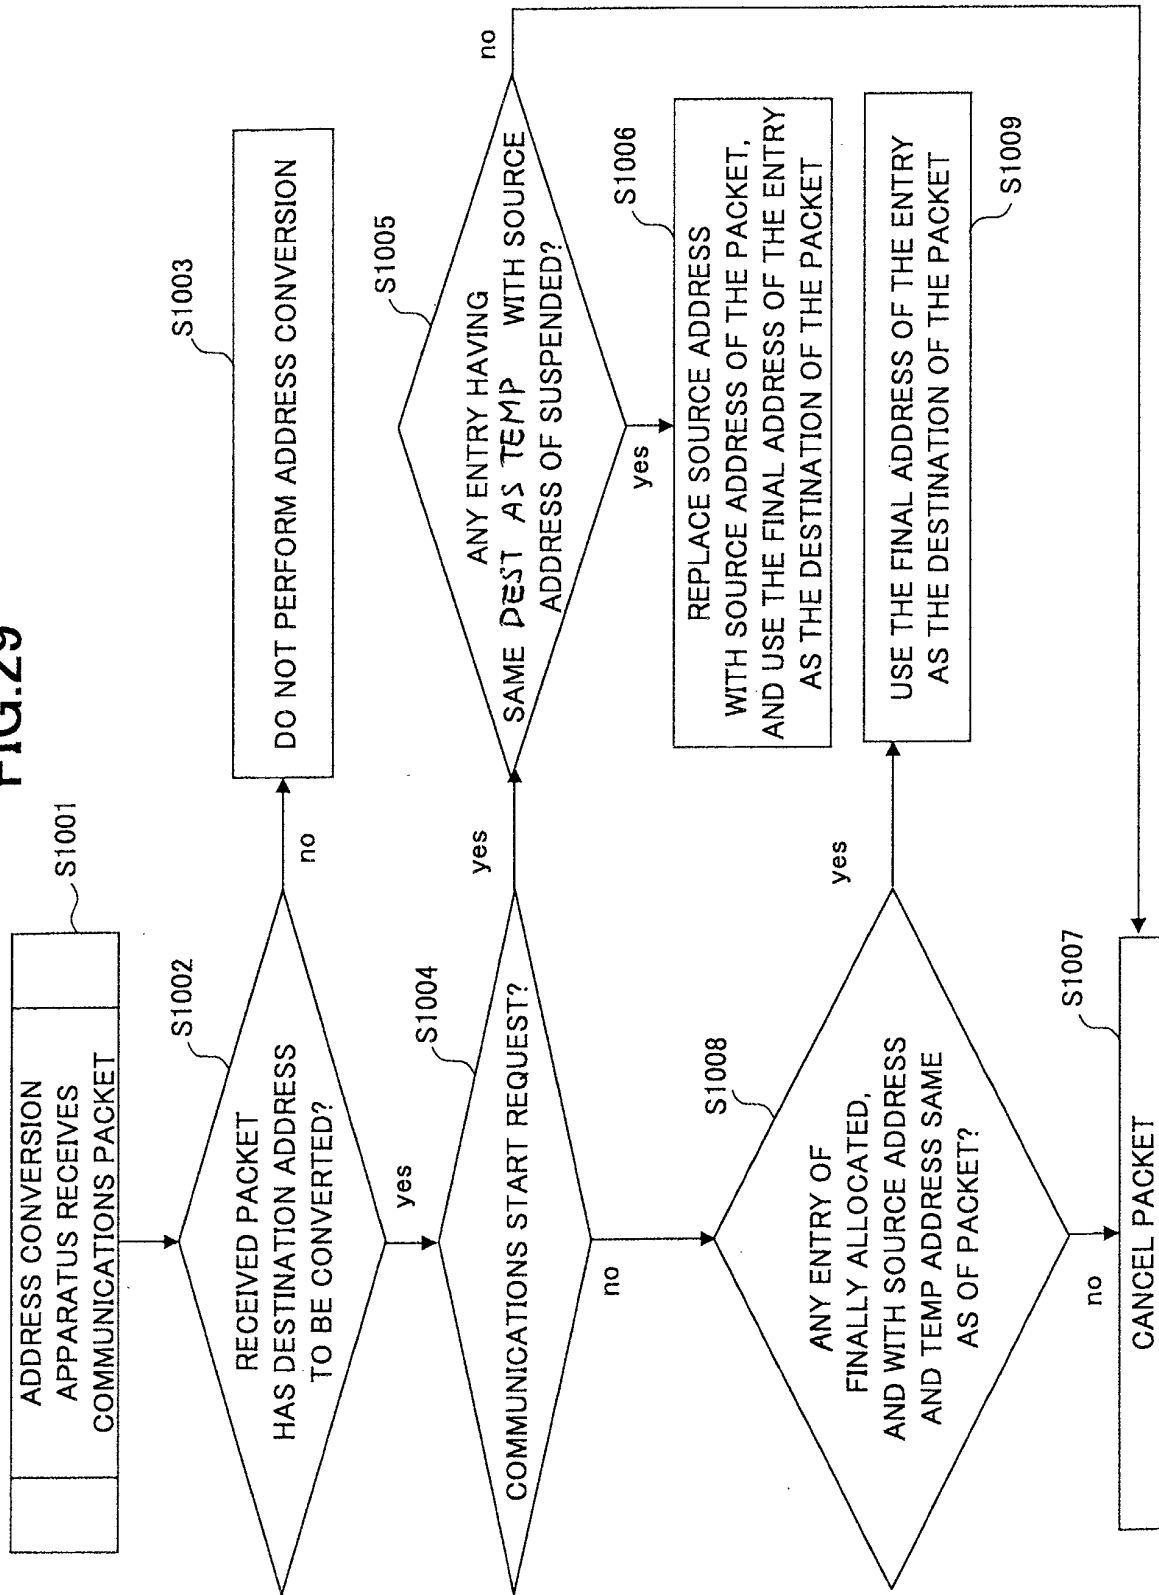 FIG.29
ADDRESS CONVERSION
APPARATUS RECEIVES
COMMUNICATIONS PACKET
S1001
RECEIVED PACKET
HAS DESTINATION ADDRESS
TO BE CONVERTED?
S1002
no
yes
DO NOT PERFORM ADDRESS CONVERSION
S1003
COMMUNICATIONS START REQUEST?
S1004
yes
no
ANY ENTRY HAVING
SAME DEST AS TEMP WITH SOURCE
ADDRESS OF SUSPENDED?
S1005
no
yes
REPLACE SOURCE ADDRESS
WITH SOURCE ADDRESS OF THE PACKET,
AND USE THE FINAL ADDRESS OF THE ENTRY
AS THE DESTINATION OF THE PACKET
S1006
ANY ENTRY OF
FINALLY ALLOCATED,
AND WITH SOURCE ADDRESS
AND TEMP ADDRESS SAME
AS OF PACKET?
S1008
yes
no
USE THE FINAL ADDRESS OF THE ENTRY
AS THE DESTINATION OF THE PACKET
S1009
CANCEL PACKET
S1007